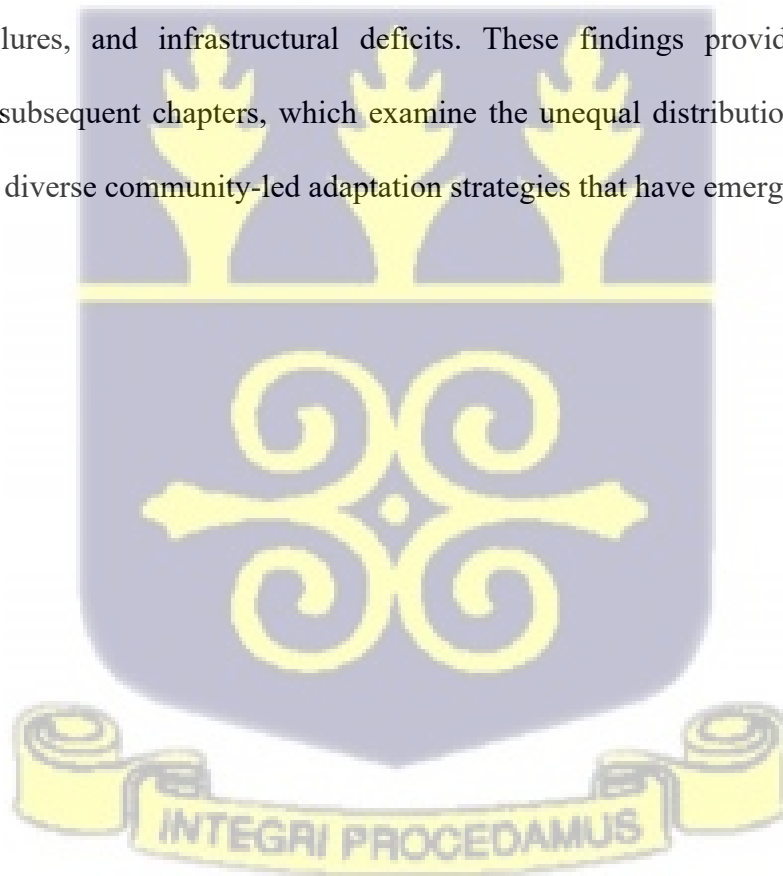 lures, and infrastructural deficits. These findings provid
subsequent chapters, which examine the unequal distributio
diverse community-led adaptation strategies that have emerg
INTEGRI PROCEDAMUS